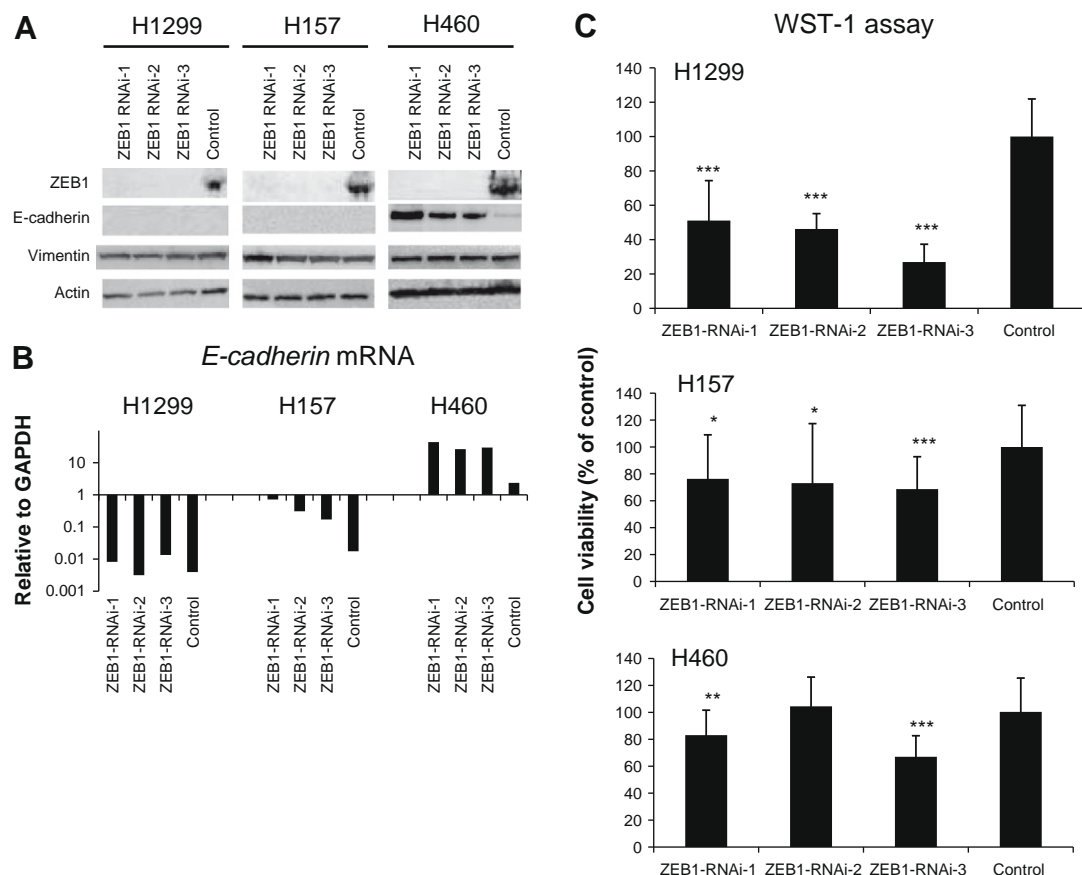 A
H1299
H157
H460
ZEB1 RNAi-1
ZEB1 RNAi-2
ZEB1 RNAi-3
Control
ZEB1 RNAi-1
ZEB1 RNAi-2
ZEB1 RNAi-3
Control
ZEB1 RNAi-1
ZEB1 RNAi-2
ZEB1 RNAi-3
Control
ZEB1
E-cadherin
Vimentin
Actin
B
E-cadherin mRNA
H1299
H157
H460
Relative to GAPDH
10
1
0.1
0.01
0.001
ZEB1-RNAi-1
ZEB1-RNAi-2
ZEB1-RNAi-3
Control
ZEB1-RNAi-1
ZEB1-RNAi-2
ZEB1-RNAi-3
Control
ZEB1-RNAi-1
ZEB1-RNAi-2
ZEB1-RNAi-3
Control
C
WST-1 assay
Cell viability (% of control)
H1299
140
120
100
80
60
40
20
0
***
***
***
ZEB1-RNAi-1
ZEB1-RNAi-2
ZEB1-RNAi-3
Control
H157
140
120
100
80
60
40
20
0
*
*
***
ZEB1-RNAi-1
ZEB1-RNAi-2
ZEB1-RNAi-3
Control
H460
140
120
100
80
60
40
20
0
**
***
ZEB1-RNAi-1
ZEB1-RNAi-2
ZEB1-RNAi-3
Control